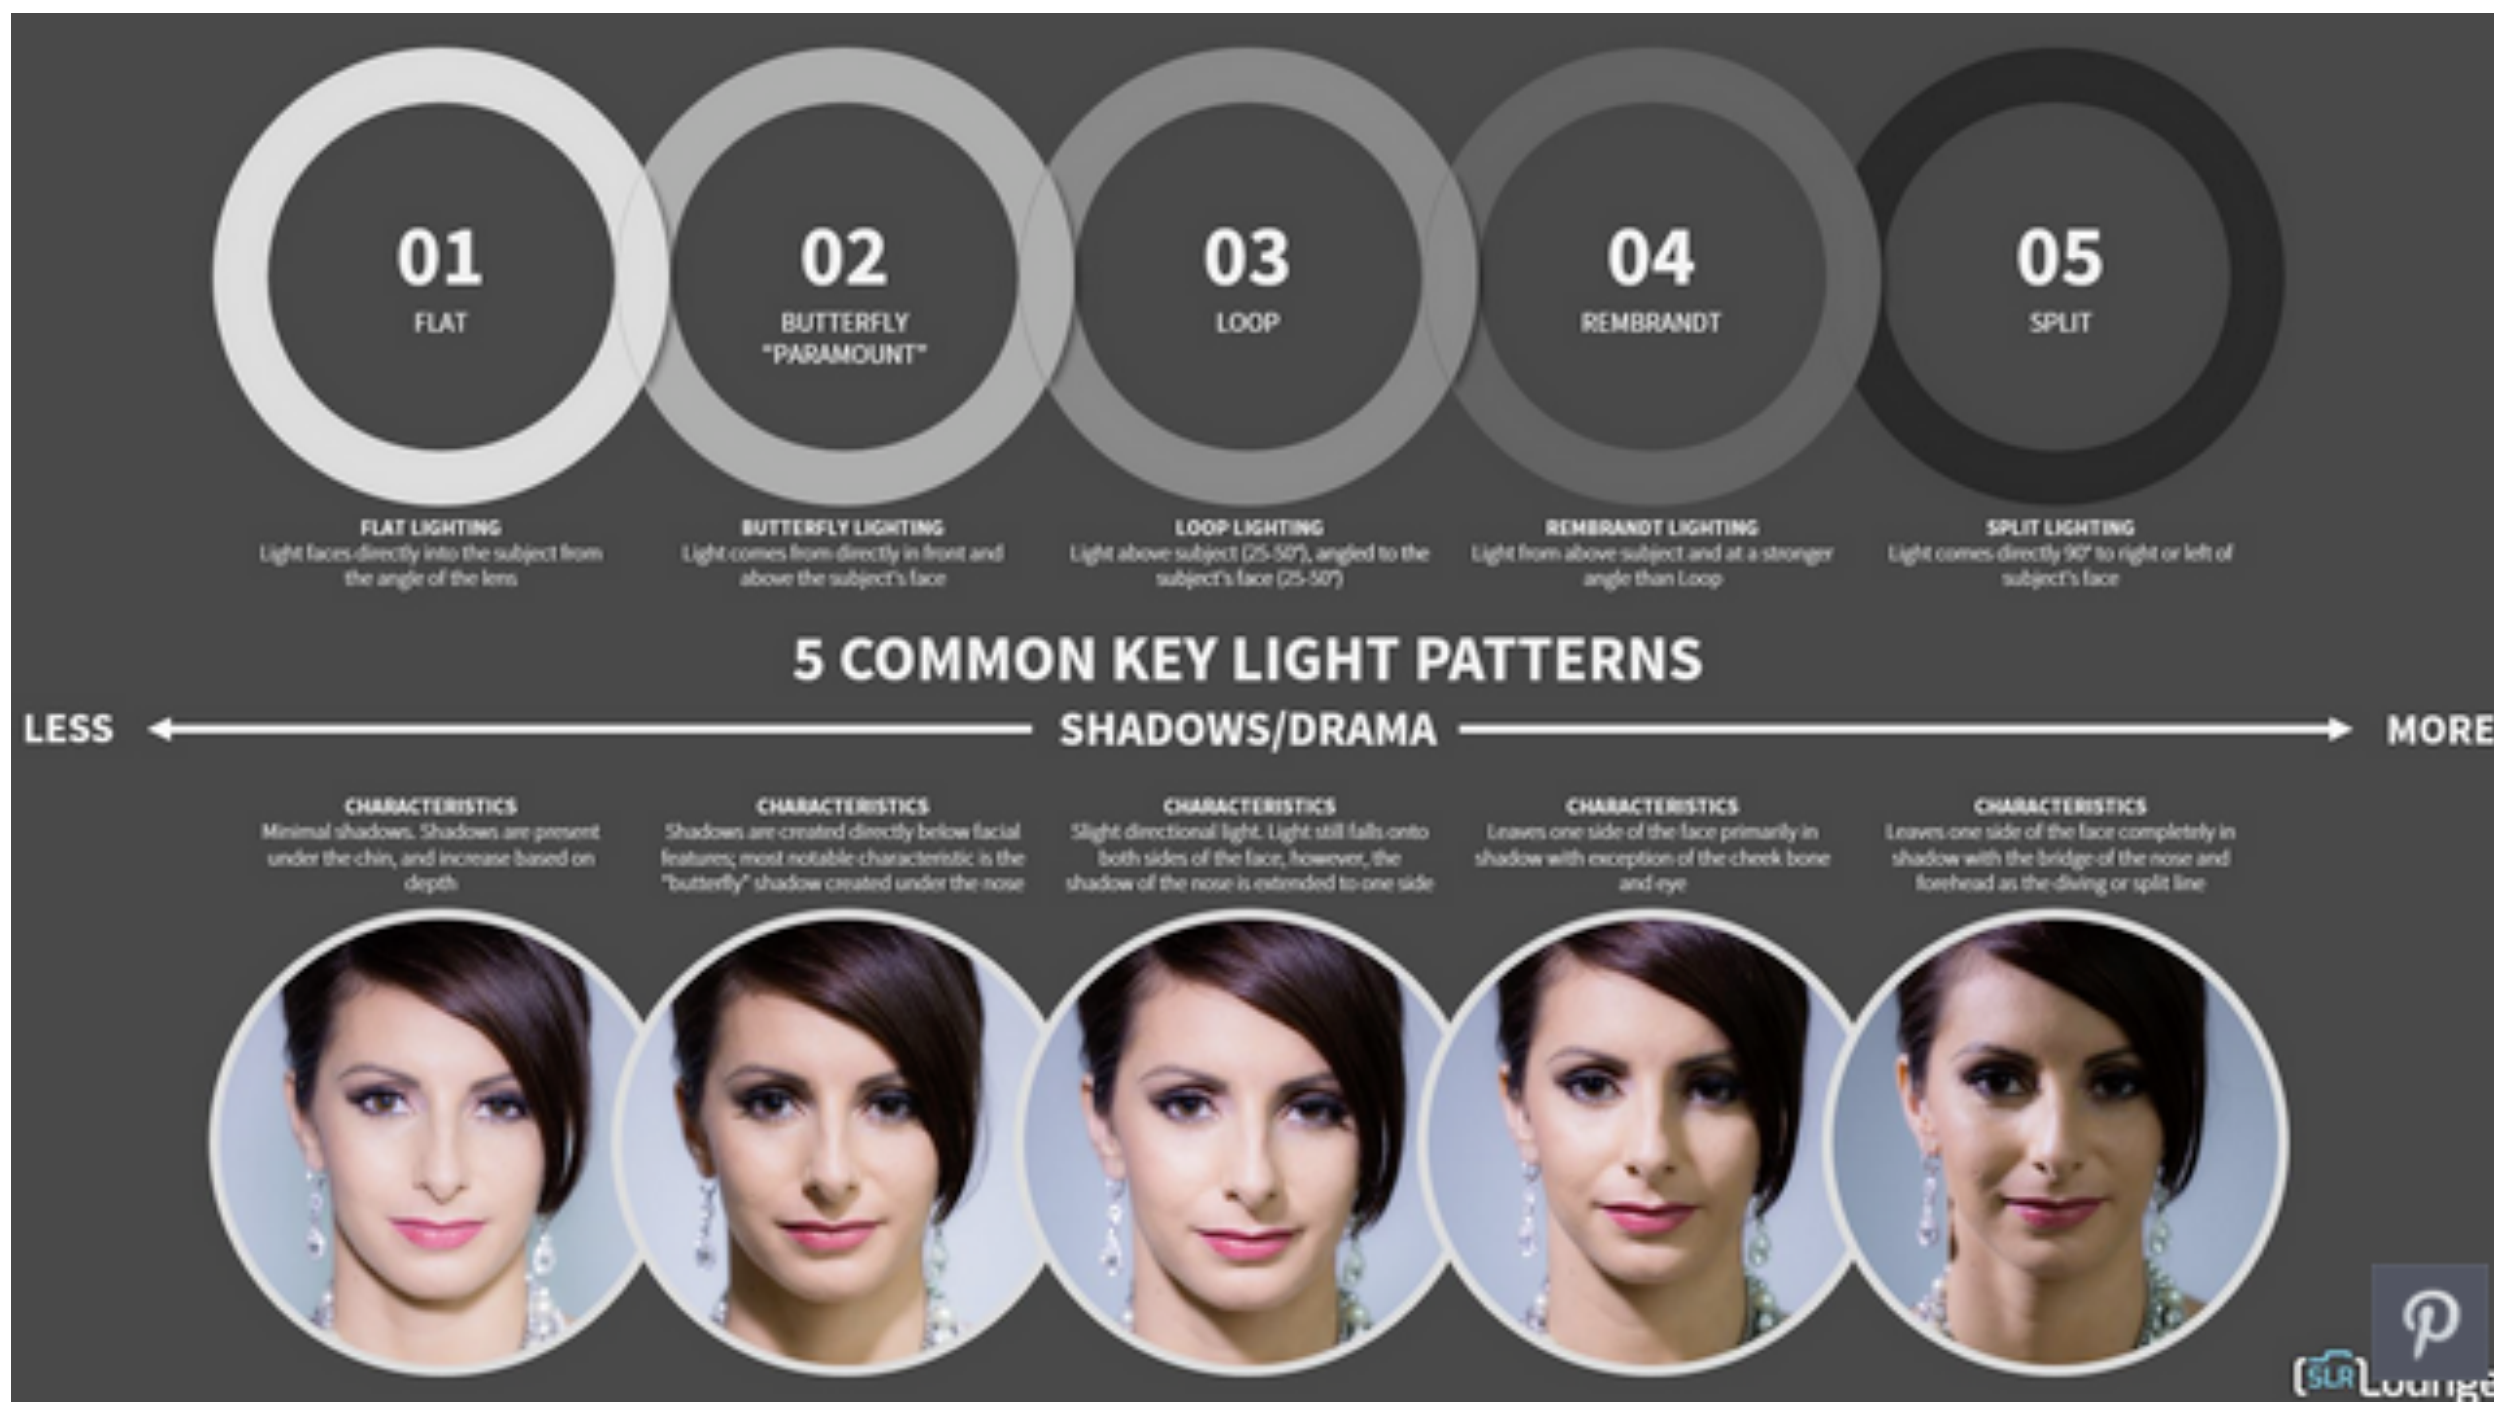 01
FLAT
02
BUTTERFLY
"PARAMOUNT"
03
LOOP
04
REMBRANDT
05
SPLIT
FLAT LIGHTING
Light faces directly into the subject from
the angle of the lens
BUTTERFLY LIGHTING
Light comes from directly in front and
above the subject's face
LOOP LIGHTING
Light above subject (25-50°), angled to the
subject's face (25-50°)
REMBRANDT LIGHTING
Light from above subject and at a stronger
angle than Loop
SPLIT LIGHTING
Light comes directly 90° to right or left of
subject's face
5 COMMON KEY LIGHT PATTERNS
LESS
SHADOWS/DRAMA
MORE
CHARACTERISTICS
Minimal shadows. Shadows are present
under the chin, and increase based on
depth
CHARACTERISTICS
Shadows are created directly below facial
features; most notable characteristic is the
"butterfly" shadow created under the nose
CHARACTERISTICS
Slight directional light. Light still falls onto
both sides of the face, however, the
shadow of the nose is extended to one side
CHARACTERISTICS
Leaves one side of the face primarily in
shadow with exception of the cheek bone
and eye
CHARACTERISTICS
Leaves one side of the face completely in
shadow with the bridge of the nose and
forehead as the diving or split line
SLR Lounge